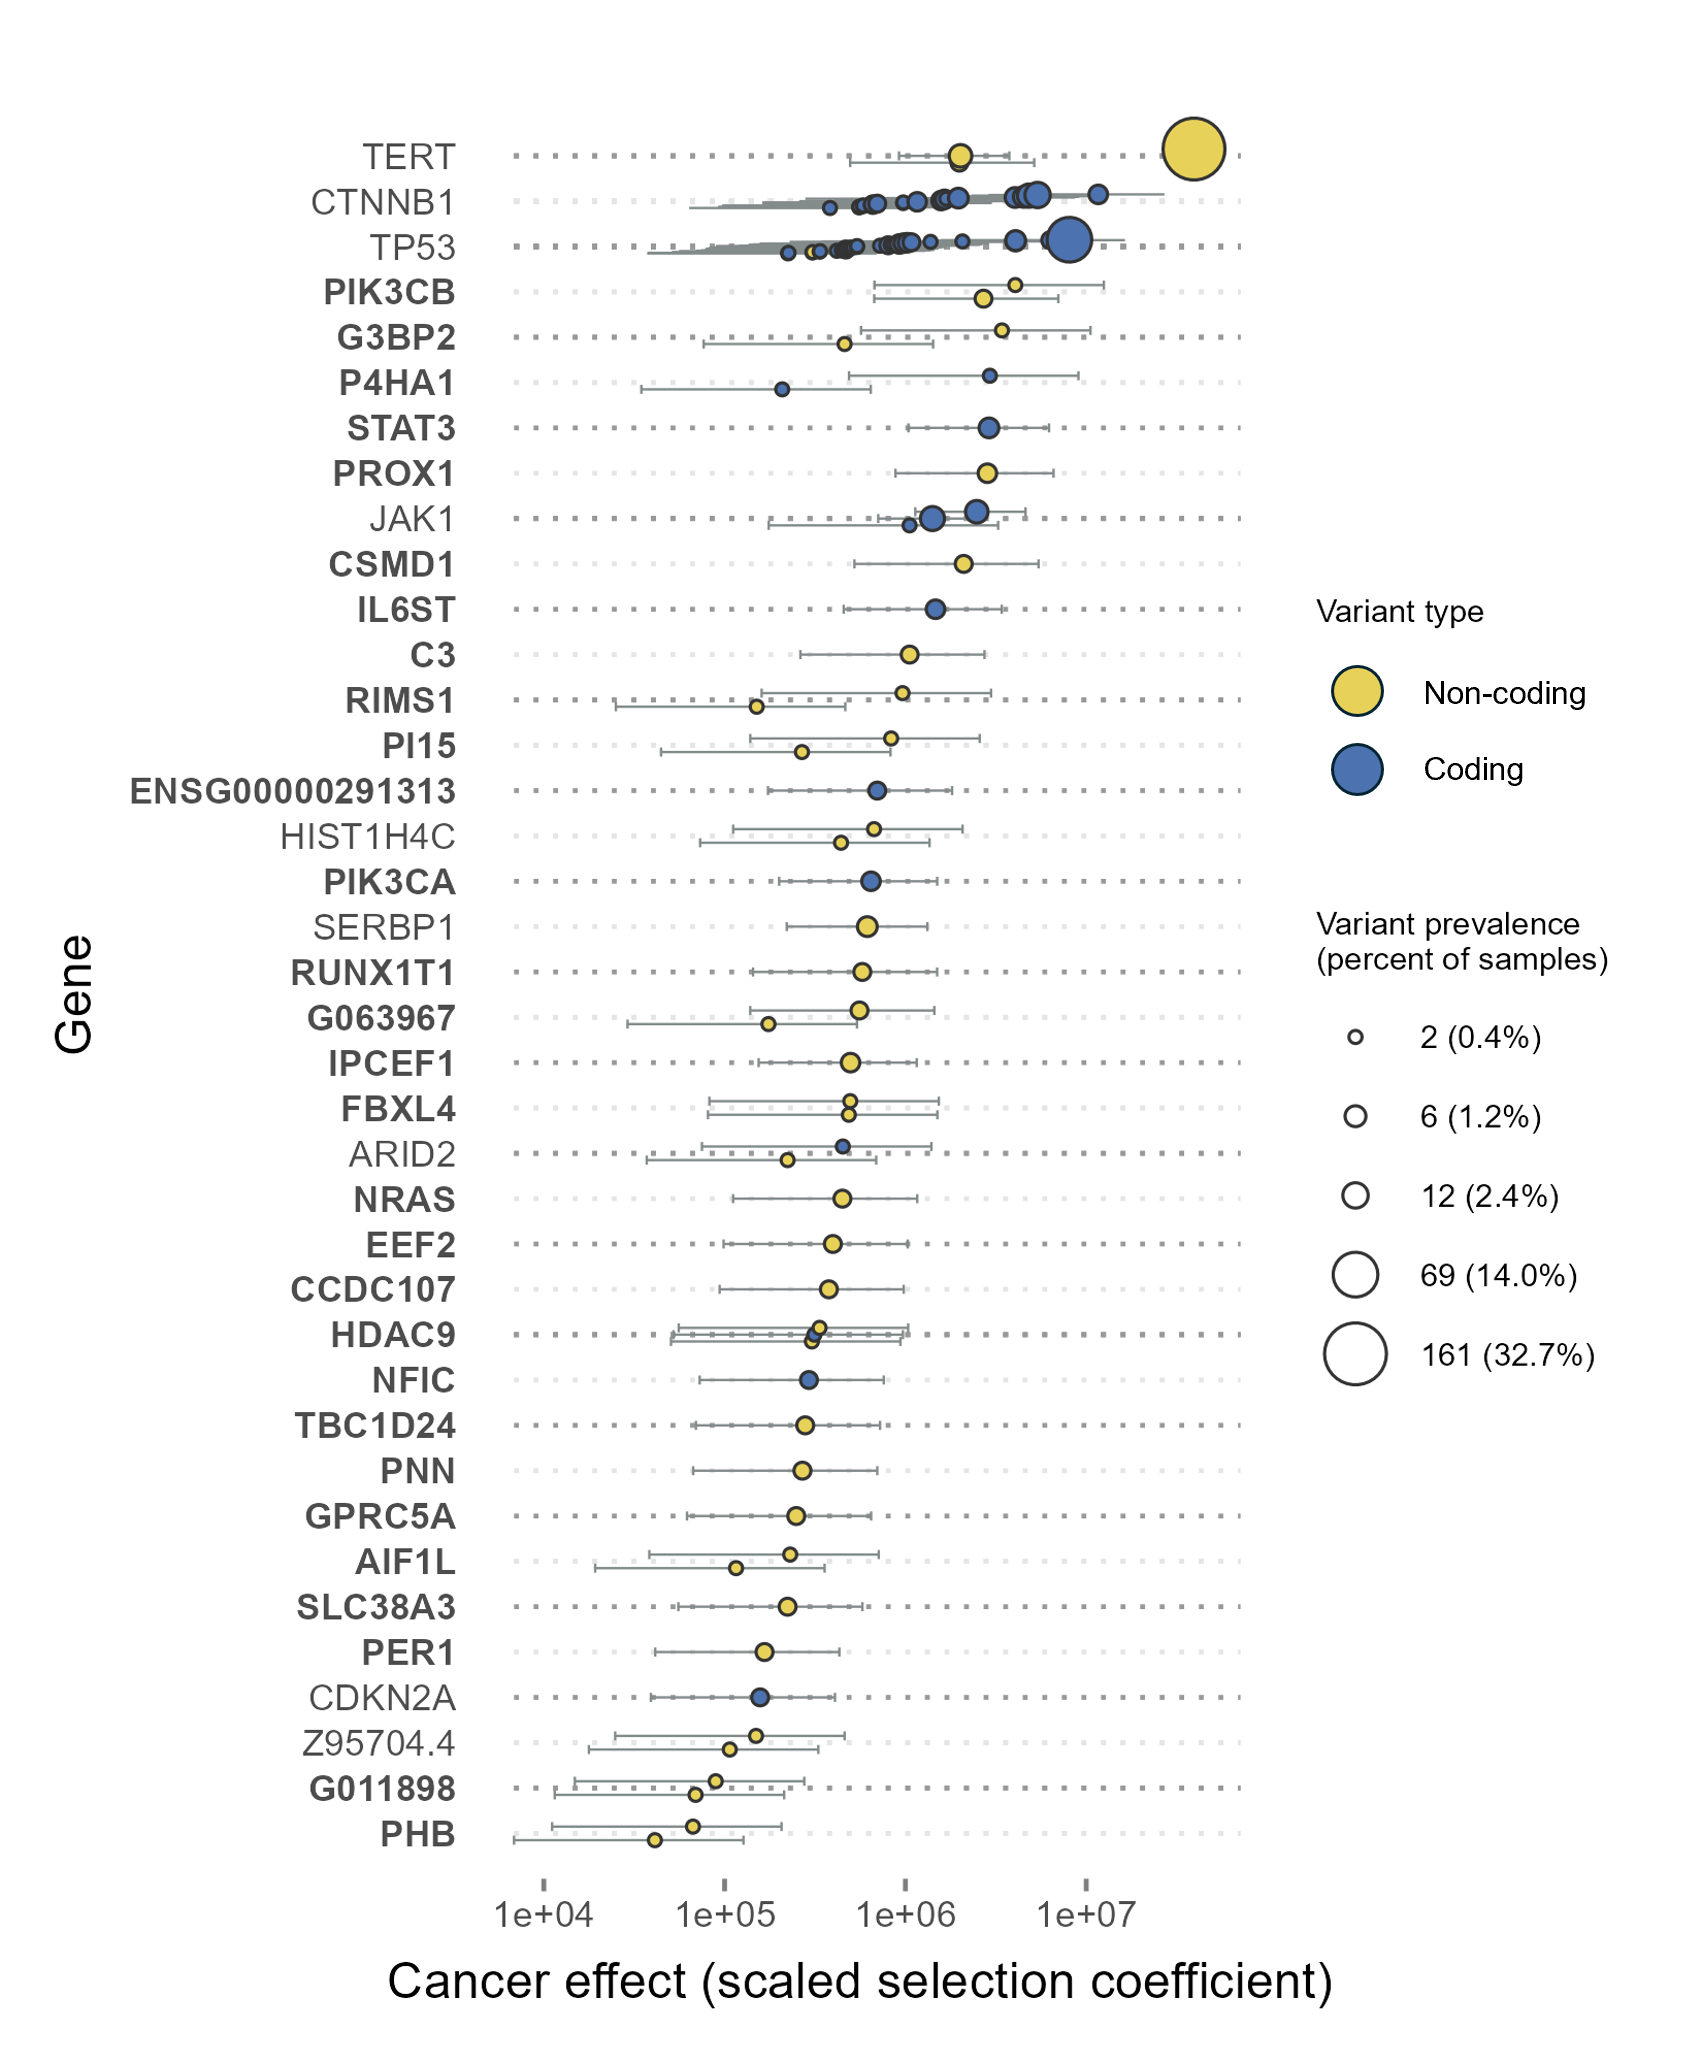 TERT
CTNNB1
TP53
PIK3CB
G3BP2
P4HA1
STAT3
PROX1
JAK1
CSMD1
IL6ST
C3
RIMS1
PI15
ENSG00000291313
HIST1H4C
PIK3CA
SERBP1
RUNX1T1
G063967
IPCEF1
FBXL4
ARID2
NRAS
EEF2
CCDC107
HDAC9
NFIC
TBC1D24
PNN
GPRC5A
AIF1L
SLC38A3
PER1
CDKN2A
Z95704.4
G011898
PHB
Gene
1e+04 1e+05 1e+06 1e+07
Cancer effect (scaled selection coefficient)
Variant type
Non-coding
Coding
Variant prevalence
(percent of samples)
2 (0.4%)
6 (1.2%)
12 (2.4%)
69 (14.0%)
161 (32.7%)